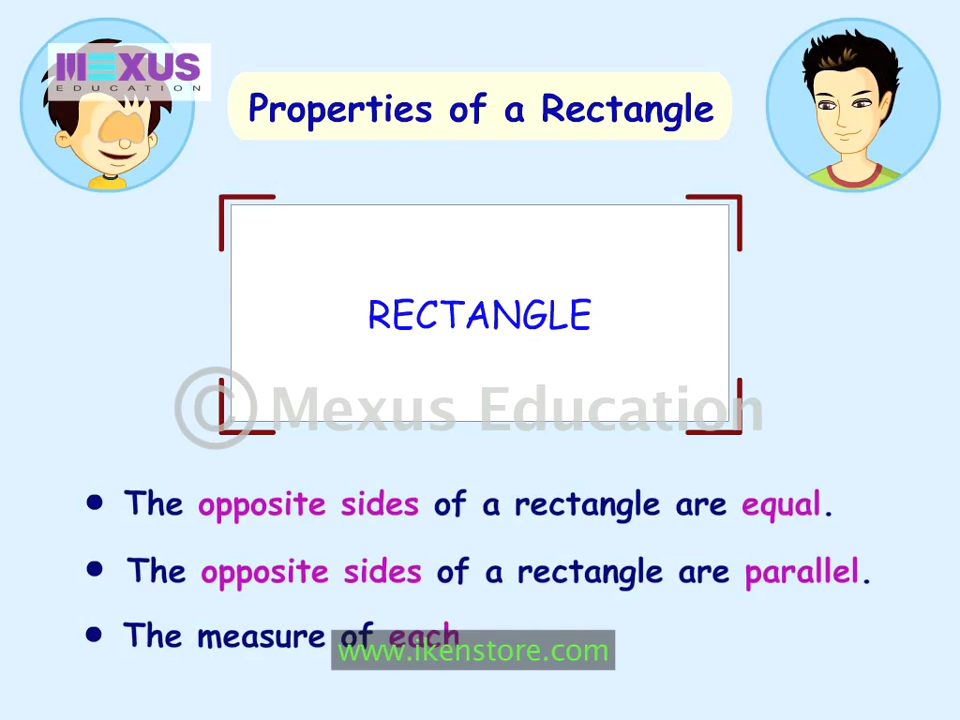 MEXUS
EDUCATION
Properties of a Rectangle
RECTANGLE
© Mexus Education
• The opposite sides of a rectangle are equal.
• The opposite sides of a rectangle are parallel.
• The measure of each
www.ikenstore.com